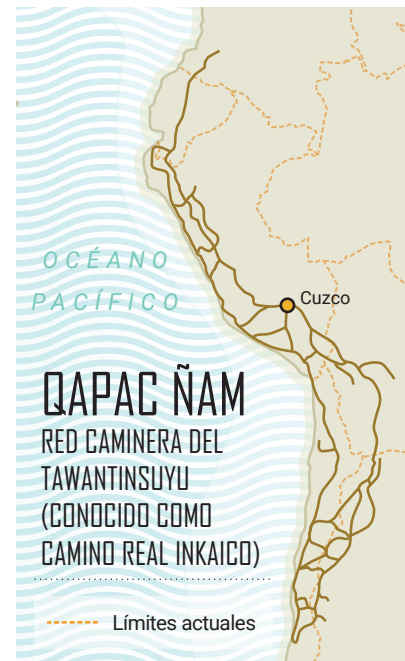 OCÉANO
PACÍFICO
Cuzco
QAPAC ÑAM
RED CAMINERA DEL
TAWANTINSUYU
(CONOCIDO COMO
CAMINO REAL INKAICO)
Límites actuales